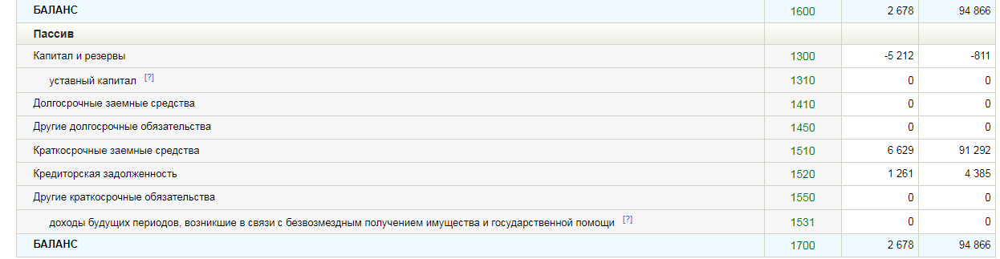 БАЛАНС 1600 2 678 94 866
Пассив
Капитал и резервы 1300 -5 212 -811
уставный капитал [?] 1310 0 0
Долгосрочные заемные средства 1410 0 0
Другие долгосрочные обязательства 1450 0 0
Краткосрочные заемные средства 1510 6 629 91 292
Кредиторская задолженность 1520 1 261 4 385
Другие краткосрочные обязательства 1550 0 0
доходы будущих периодов, возникшие в связи с безвозмездным получением имущества и государственной помощи [?] 1531 0 0
БАЛАНС 1700 2 678 94 866